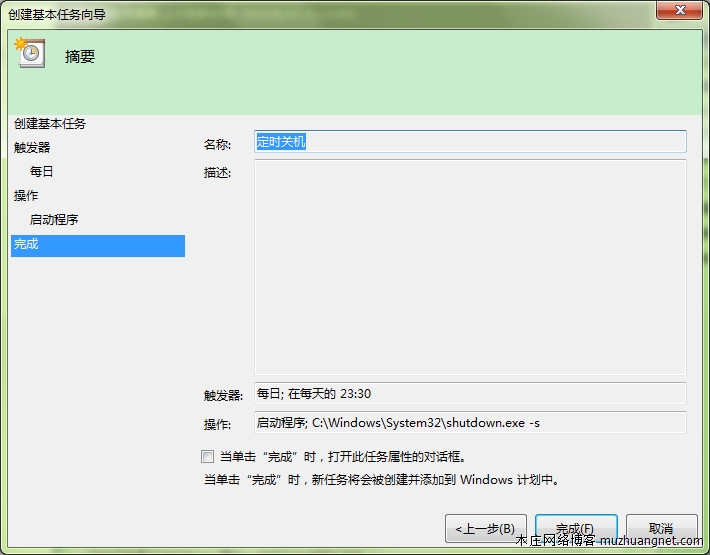 创建基本任务向导
摘要
创建基本任务
触发器
每日
操作
启动程序
完成
名称: 定时关机
描述:
触发器: 每日; 在每天的 23:30
操作: 启动程序; C:\Windows\System32\shutdown.exe -s
当单击“完成”时，打开此任务属性的对话框。
当单击“完成”时，新任务将会被创建并添加到 Windows 计划中。
<上一步(B) 完成(F) 取消
木庄网络博客 muzhuangnet.com